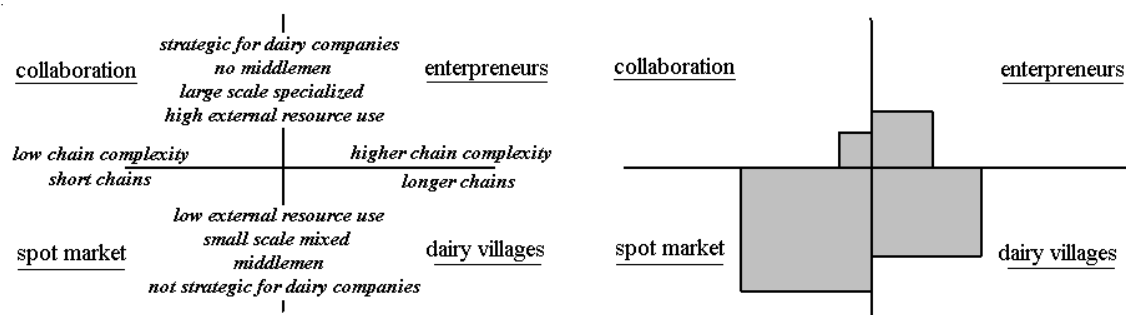 strategic for dairy companies
collaboration
no middlemen
enterpreneurs
large scale specialized
high external resource use
low chain complexity
higher chain complexity
short chains
longer chains
low external resource use
spot market
small scale mixed
dairy villages
middlemen
not strategic for dairy companies
collaboration
enterpreneurs
spot market
dairy villages